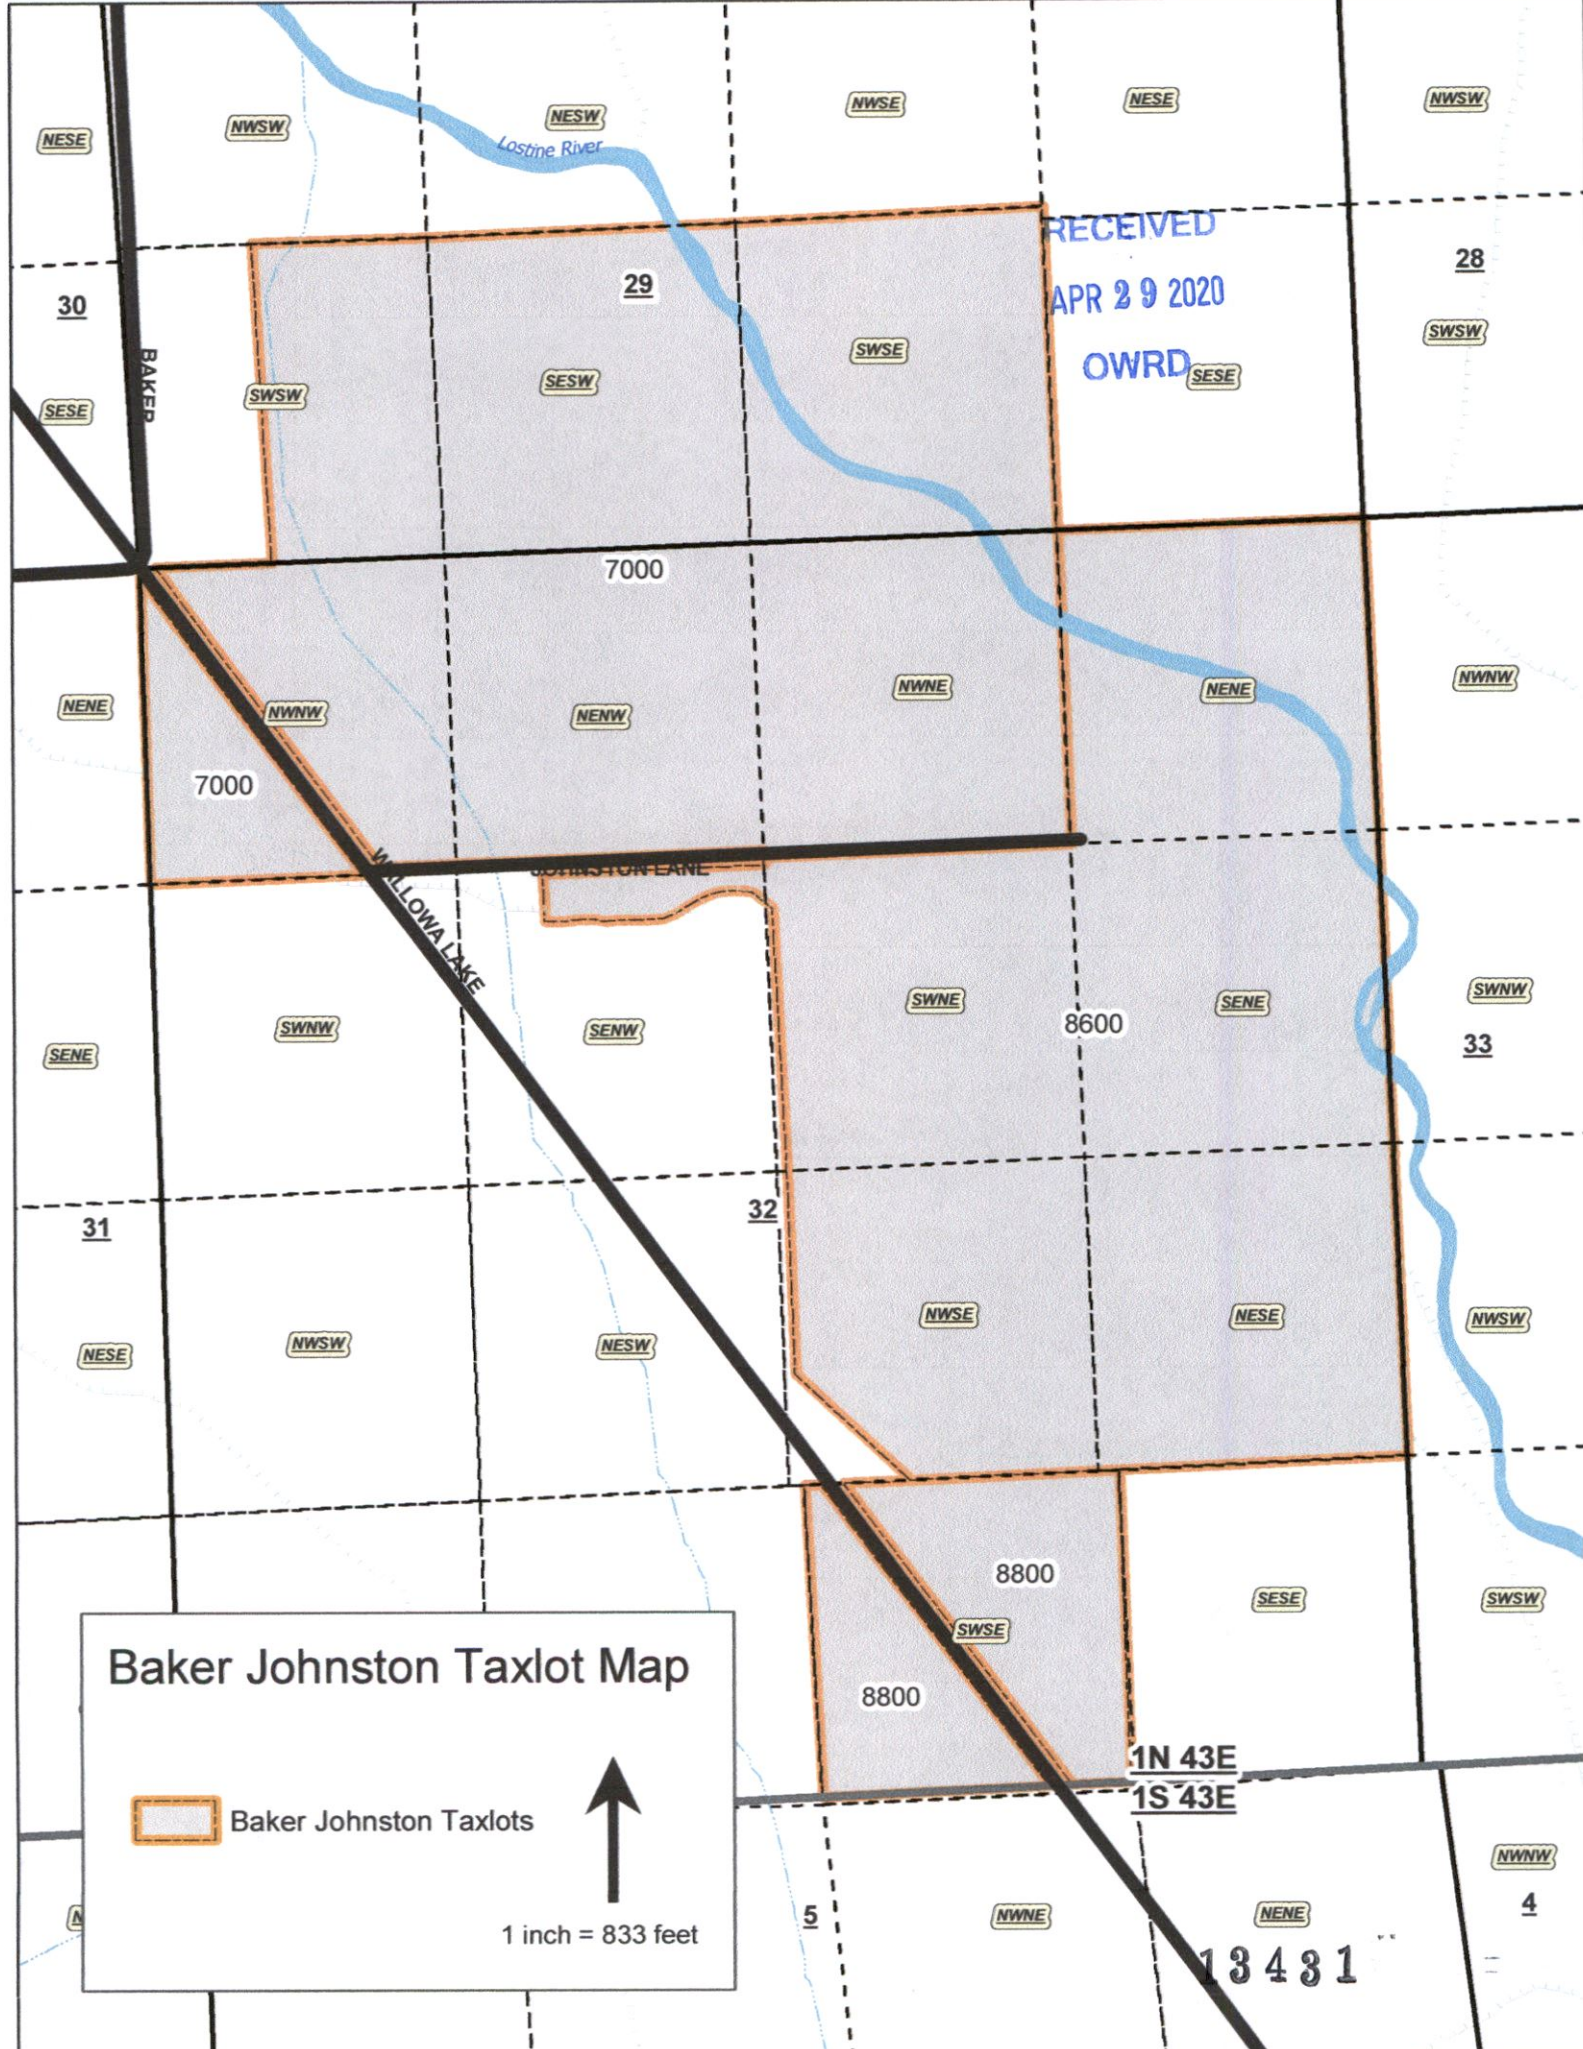 NESE
NWSW
NESW
NWSE
NESE
NWSW
Lostine River
RECEIVED
APR 29 2020
OWRD
30
29
28
BAKER
SESE
SWSW
SESW
SWSE
SESE
SWSW
7000
NENE
NWNW
NENW
NWNE
NENE
NWNW
7000
JOHNSTON LANE
WALLOWA LAKE
SENE
SWNW
SENW
SWNE
8600
SENE
SWNW
33
31
32
NESE
NWSW
NESW
NWSE
NESE
NWSW
8800
SWSE
SESE
SWSW
8800
1N 43E
1S 43E
Baker Johnston Taxlot Map
Baker Johnston Taxlots
1 inch = 833 feet
5
NWNE
NENE
NWNW
4
13431